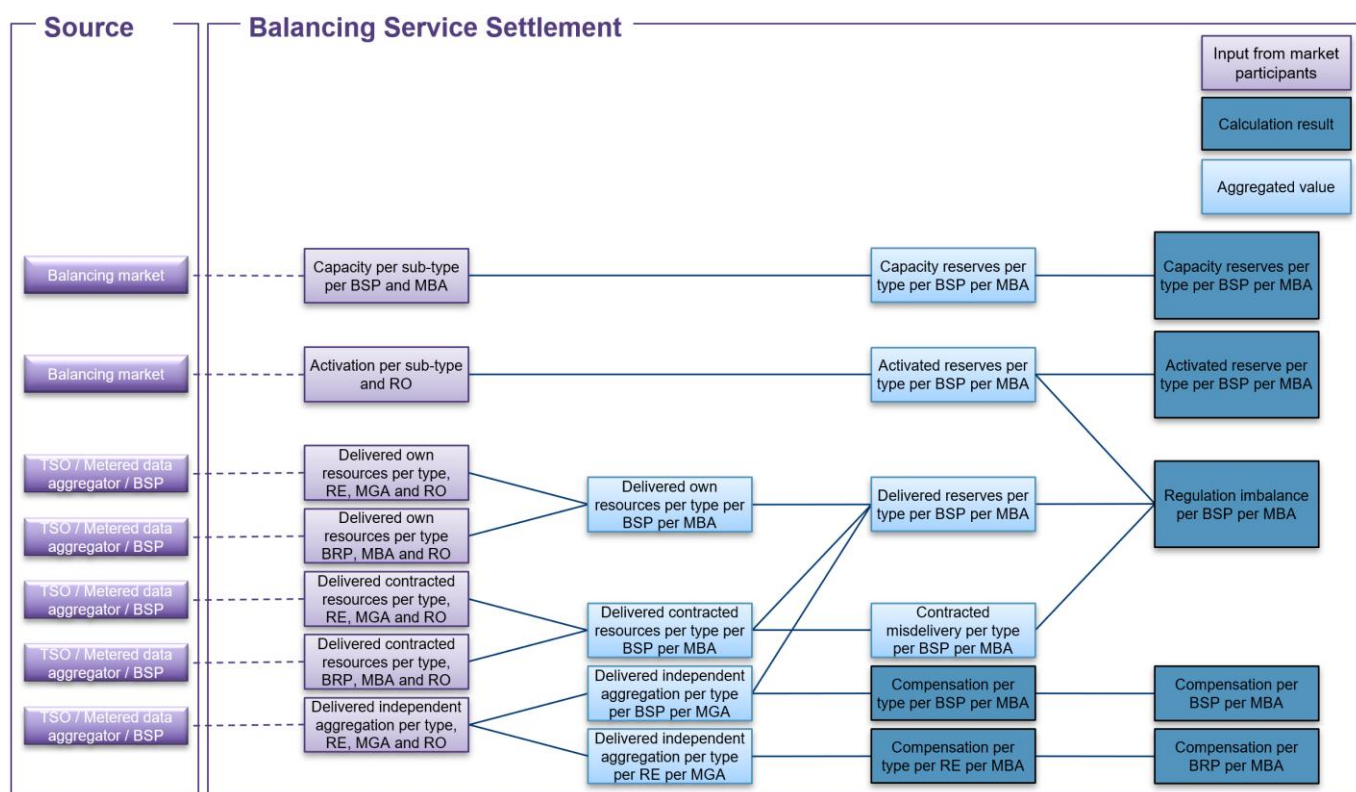 Source
Balancing Service Settlement
Input from market
participants
Calculation result
Aggregated value
Balancing market
Capacity per sub-type
per BSP and MBA
Capacity reserves per
type per BSP per MBA
Capacity reserves per
type per BSP per MBA
Balancing market
Activation per sub-type
and RO
Activated reserves per
type per BSP per MBA
Activated reserve per
type per BSP per MBA
TSO / Metered data
aggregator / BSP
Delivered own
resources per type,
RE, MGA and RO
TSO / Metered data
aggregator / BSP
Delivered own
resources per type
BRP, MBA and RO
Delivered own
resources per type per
BSP per MBA
Delivered reserves per
type per BSP per MBA
Regulation imbalance
per BSP per MBA
TSO / Metered data
aggregator / BSP
Delivered contracted
resources per type,
RE, MGA and RO
TSO / Metered data
aggregator / BSP
Delivered contracted
resources per type,
BRP, MBA and RO
Delivered contracted
resources per type per
BSP per MBA
Contracted
misdelivery per type
per BSP per MBA
TSO / Metered data
aggregator / BSP
Delivered independent
aggregation per type,
RE, MGA and RO
Delivered independent
aggregation per type
per BSP per MGA
Compensation per
type per BSP per MBA
Compensation per
BSP per MBA
Delivered independent
aggregation per type
per RE per MGA
Compensation per
type per RE per MBA
Compensation per
BRP per MBA